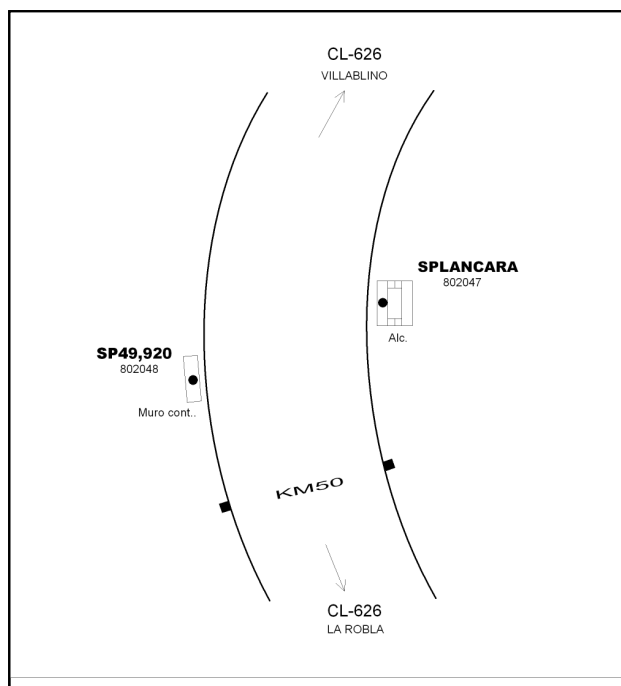 CL-626
VILLABLINO
SPLANCARA
802047
Alc.
SP49,920
802048
Muro cont..
KM50
CL-626
LA ROBLA